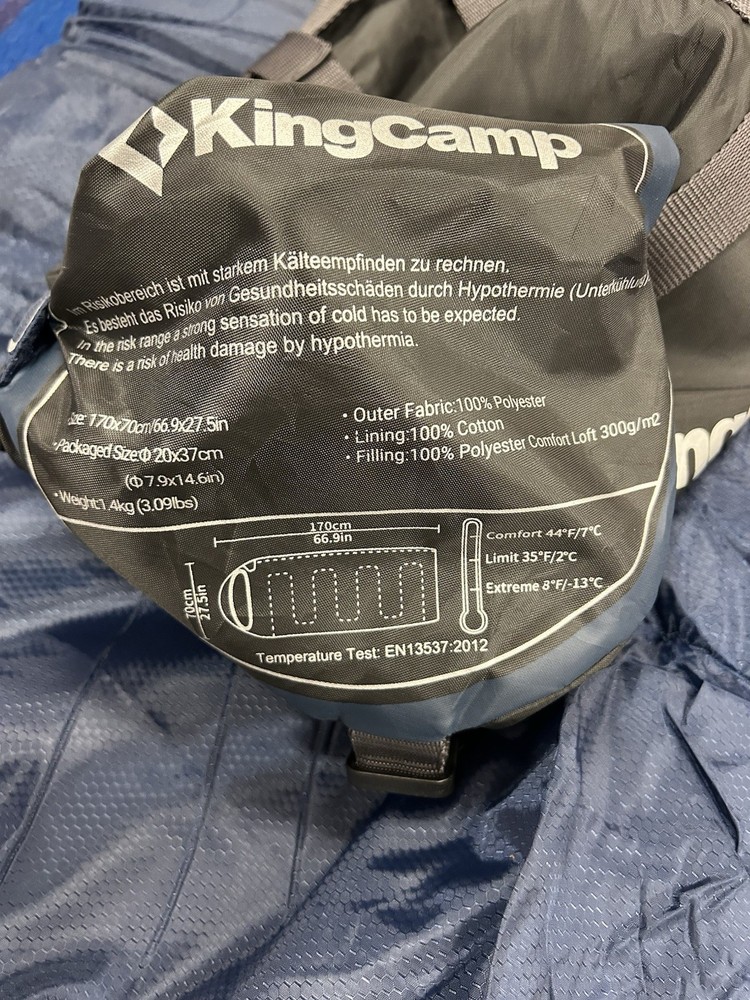 KingCamp
Im Risikobereich ist mit starkem Kälteempfinden zu rechnen.
Es besteht das Risiko von Gesundheitsschäden durch Hypothermie (Unterkühlung)
In the risk range a strong sensation of cold has to be expected.
There is a risk of health damage by hypothermia.
Size: 170x70cm/66.9x27.5in
•Packaged Size:Φ 20x37cm
(Φ7.9x14.6in)
•Weight:1.4kg (3.09lbs)
• Outer Fabric:100% Polyester
• Lining:100% Cotton
• Filling:100% Polyester Comfort Loft 300g/m2
170cm
66.9in
70cm
27.5in
Comfort 44°F/7°C
Limit 35°F/2°C
Extreme 8°F/-13°C
Temperature Test: EN13537:2012